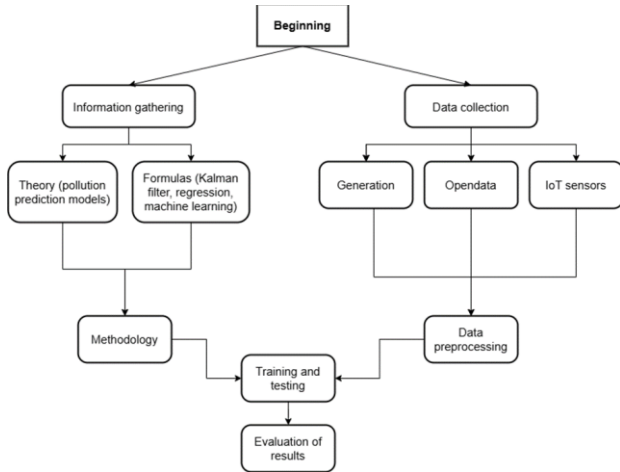 Beginning
Information gathering
Data collection
Theory (pollution
prediction models)
Formulas (Kalman
filter, regression,
machine learning)
Generation
Opendata
IoT sensors
Methodology
Data
preprocessing
Training and
testing
Evaluation of
results